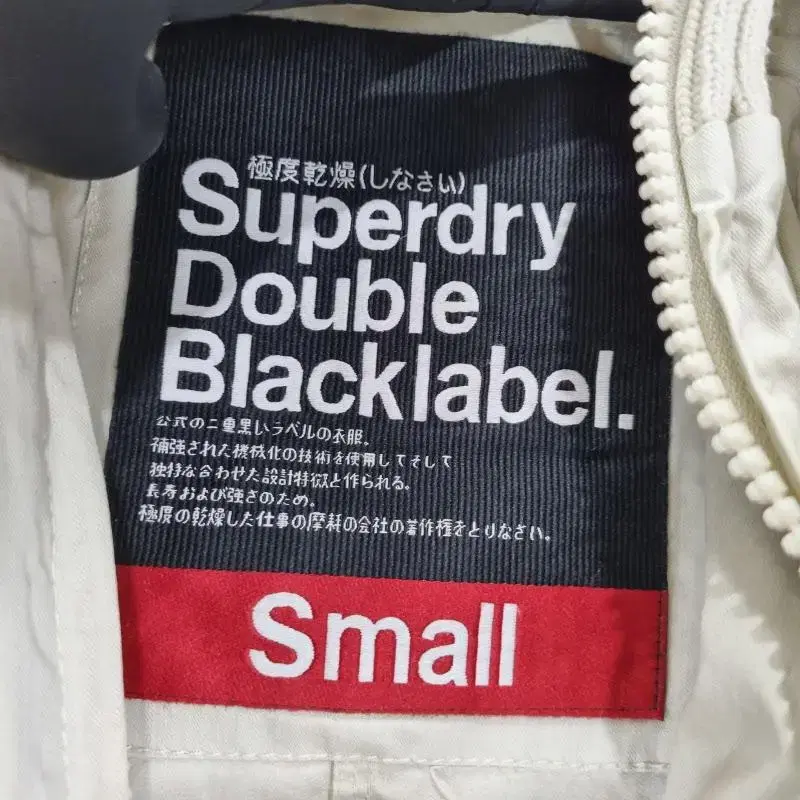 極度乾燥(しなさい)
Superdry
Double
Blacklabel.
公式の二重黒いラベルの衣服。
補強された機械化の技術を使用してそして
独特な合わせた設計特徴と作られる。
長寿および強さのため。
極度の乾燥した仕事の摩耗の会社の著作権をとりなさい。
Small